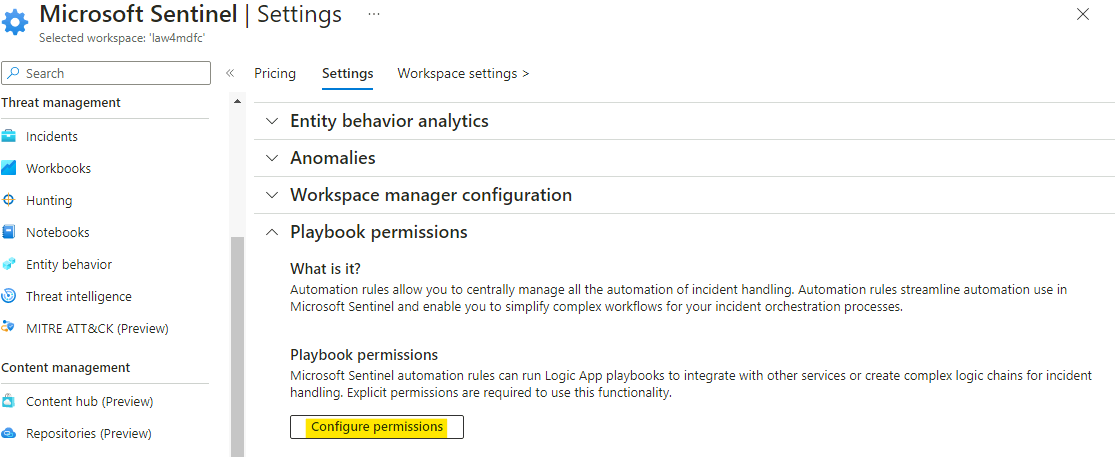 Microsoft Sentinel | Settings ...
Selected workspace: 'law4mdfc'
Search
«
Threat management
Incidents
Workbooks
Hunting
Notebooks
Entity behavior
Threat intelligence
MITRE ATT&CK (Preview)
Content management
Content hub (Preview)
Repositories (Preview)
Pricing Settings Workspace settings >
Entity behavior analytics
Anomalies
Workspace manager configuration
Playbook permissions
What is it?
Automation rules allow you to centrally manage all the automation of incident handling. Automation rules streamline automation use in
Microsoft Sentinel and enable you to simplify complex workflows for your incident orchestration processes.
Playbook permissions
Microsoft Sentinel automation rules can run Logic App playbooks to integrate with other services or create complex logic chains for incident
handling. Explicit permissions are required to use this functionality.
Configure permissions